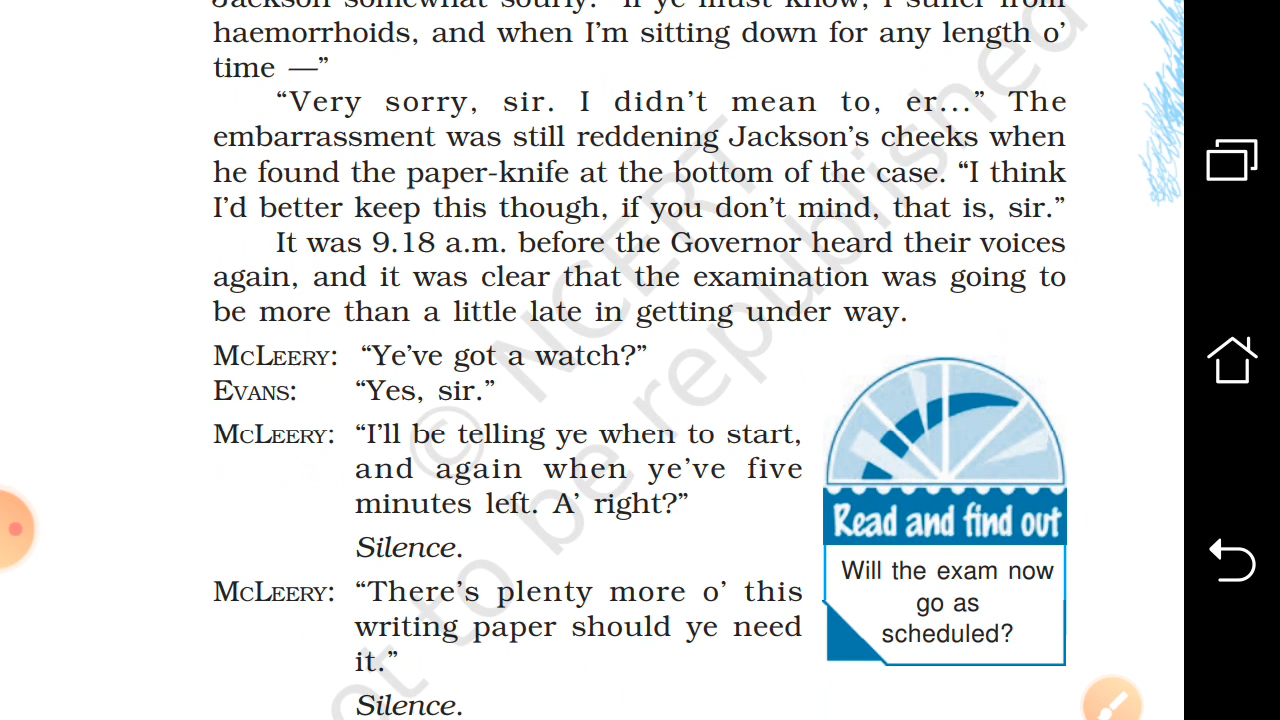 Jackson somewhat sourly. "If ye must know, I suffer from
haemorrhoids, and when I'm sitting down for any length o'
time —"
"Very sorry, sir. I didn't mean to, er..." The
embarrassment was still reddening Jackson's cheeks when
he found the paper-knife at the bottom of the case. "I think
I'd better keep this though, if you don't mind, that is, sir."
It was 9.18 a.m. before the Governor heard their voices
again, and it was clear that the examination was going to
be more than a little late in getting under way.
MCLEERY: "Ye've got a watch?"
EVANS: "Yes, sir."
MCLEERY: "I'll be telling ye when to start,
and again when ye've five
minutes left. A' right?"
Silence.
MCLEERY: "There's plenty more o' this
writing paper should ye need
it."
Silence.
Read and find out
Will the exam now
go as
scheduled?
© NCERT
not to be republished